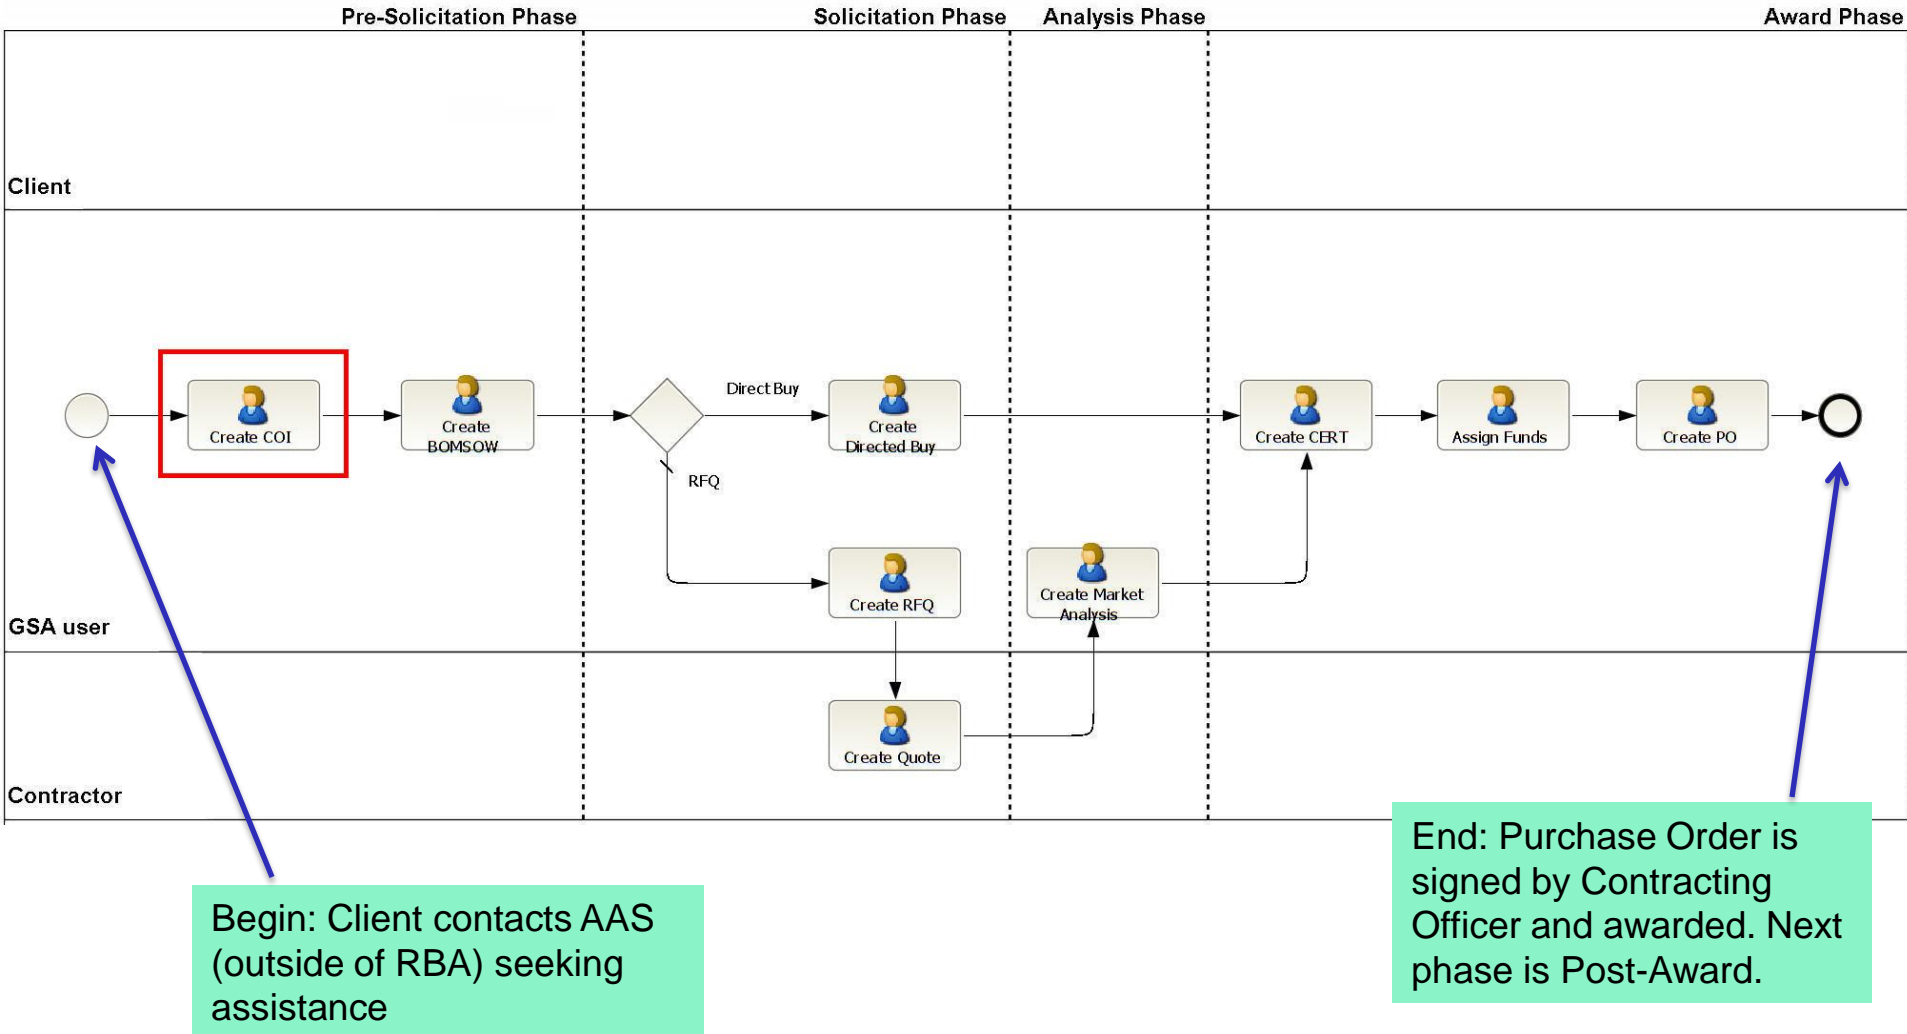 Pre-Solicitation Phase
Solicitation Phase
Analysis Phase
Award Phase
Client
Create COI
Create
BOMSOW
Direct Buy
RFQ
Create
Directed Buy
Create CERT
Assign Funds
Create PO
Create RFQ
Create Market
Analysis
GSA user
Create Quote
Contractor
Begin: Client contacts AAS
(outside of RBA) seeking
assistance
End: Purchase Order is
signed by Contracting
Officer and awarded. Next
phase is Post-Award.